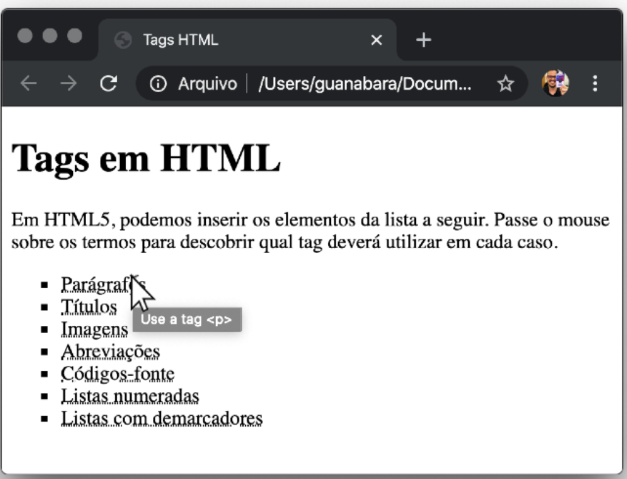 Tags HTML
Arquivo /Users/guanabara/Docum...
Tags em HTML
Em HTML5, podemos inserir os elementos da lista a seguir. Passe o mouse
sobre os termos para descobrir qual tag deverá utilizar em cada caso.
Parágrafos
Use a tag <p>
Títulos
Imagens
Abreviações
Códigos-fonte
Listas numeradas
Listas com demarcadores